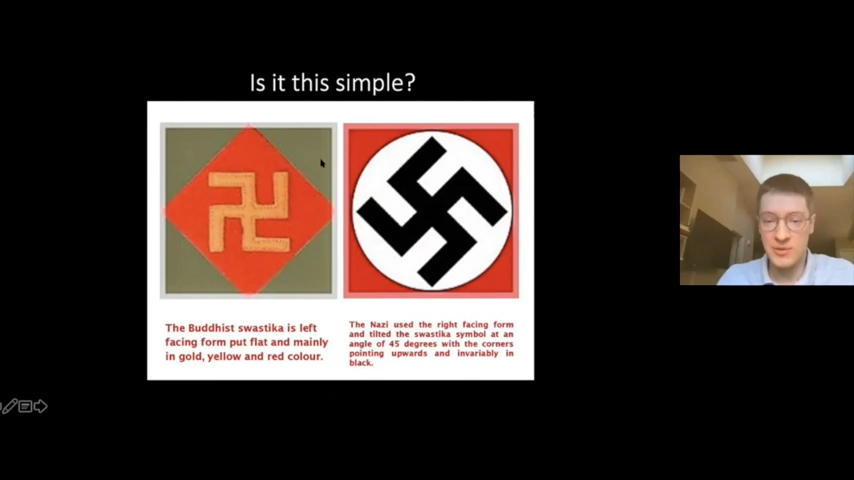 Is it this simple?
The Buddhist swastika is left
facing form put flat and mainly
in gold, yellow and red colour.
The Nazi used the right facing form
and tilted the swastika symbol at an
angle of 45 degrees with the corners
pointing upwards and invariably in
black.